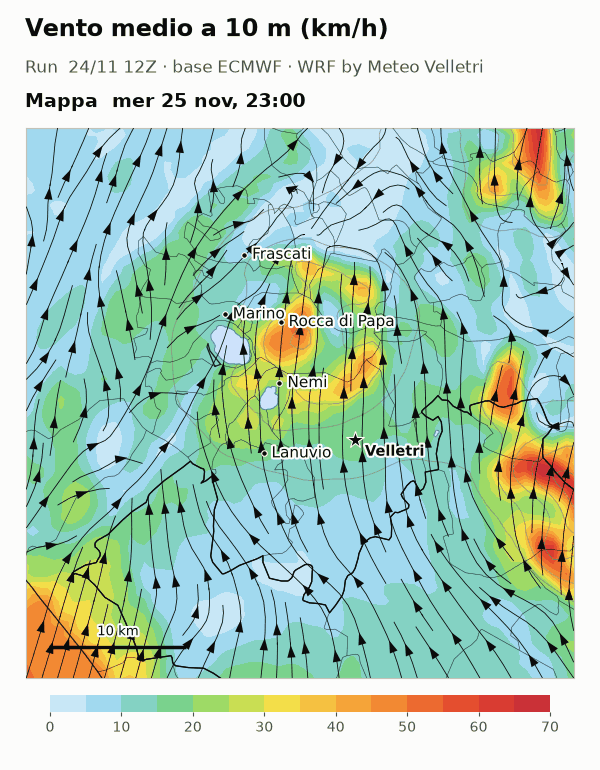 Vento medio a 10 m (km/h)
Run  24/11 12Z · base ECMWF · WRF by Meteo Velletri
Mappa  mer 25 nov, 23:00
Frascati
Marino
Rocca di Papa
Nemi
Velletri
Lanuvio
10 km
0 10 20 30 40 50 60 70